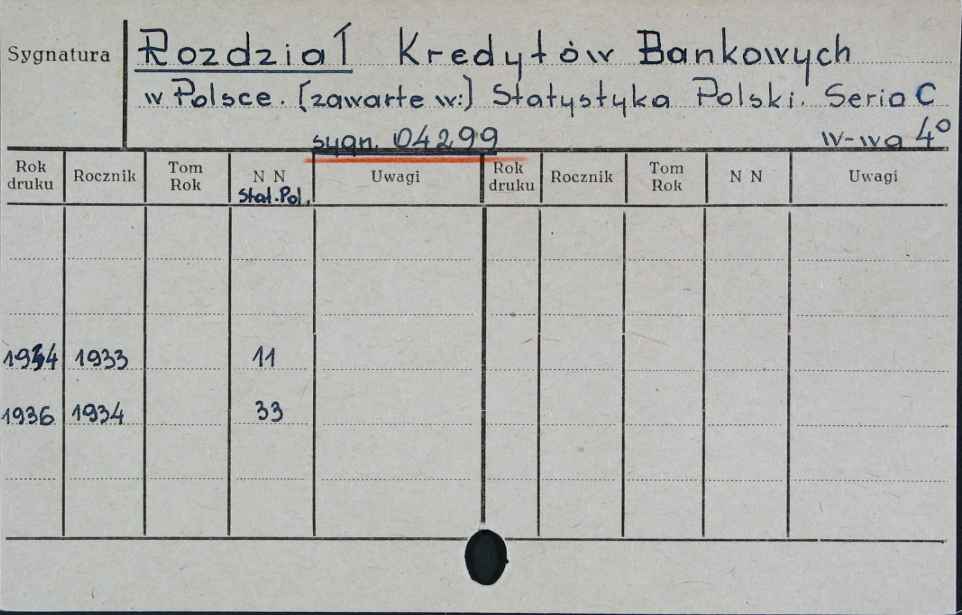 Sygnatura
Rozdział Kredytów Bankowych
w Polsce. (zawarte w:) Statystyka Polski. Seria C
sygn. 04299 W-wa 4°
Rok druku Rocznik Tom Rok N N Stat. Pol. Uwagi Rok druku Rocznik Tom Rok N N Uwagi
1934 1933 11
1936 1934 33